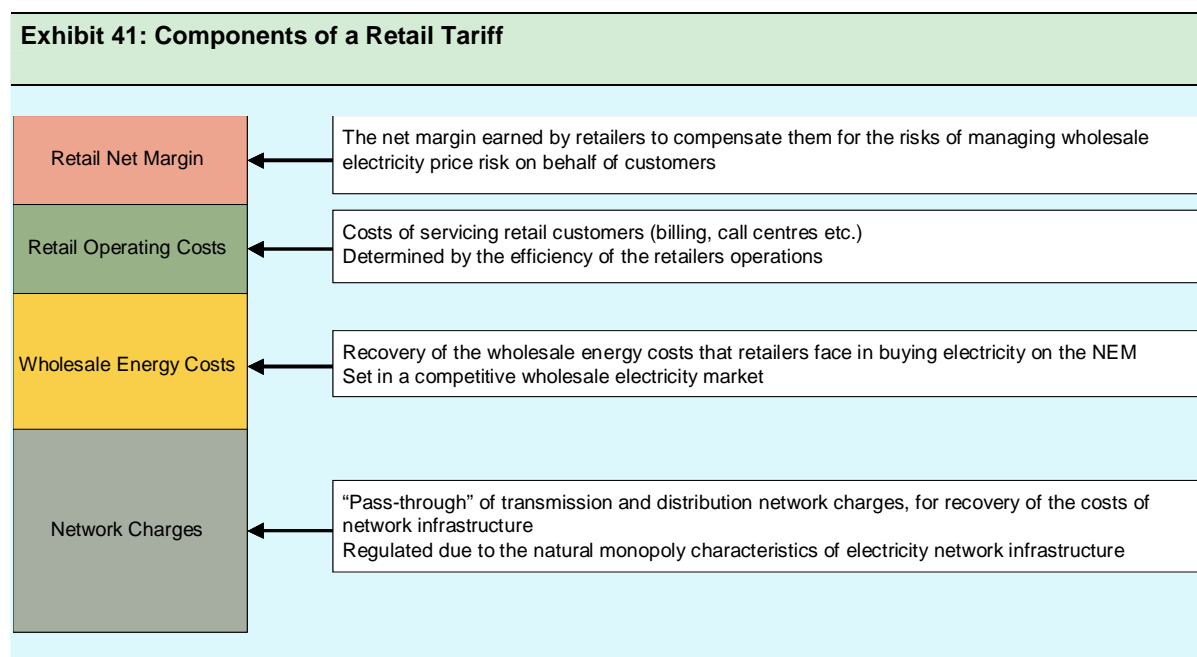 Exhibit 41: Components of a Retail Tariff
Retail Net Margin
The net margin earned by retailers to compensate them for the risks of managing wholesale
electricity price risk on behalf of customers
Retail Operating Costs
Costs of servicing retail customers (billing, call centres etc.)
Determined by the efficiency of the retailers operations
Wholesale Energy Costs
Recovery of the wholesale energy costs that retailers face in buying electricity on the NEM
Set in a competitive wholesale electricity market
Network Charges
“Pass-through” of transmission and distribution network charges, for recovery of the costs of
network infrastructure
Regulated due to the natural monopoly characteristics of electricity network infrastructure